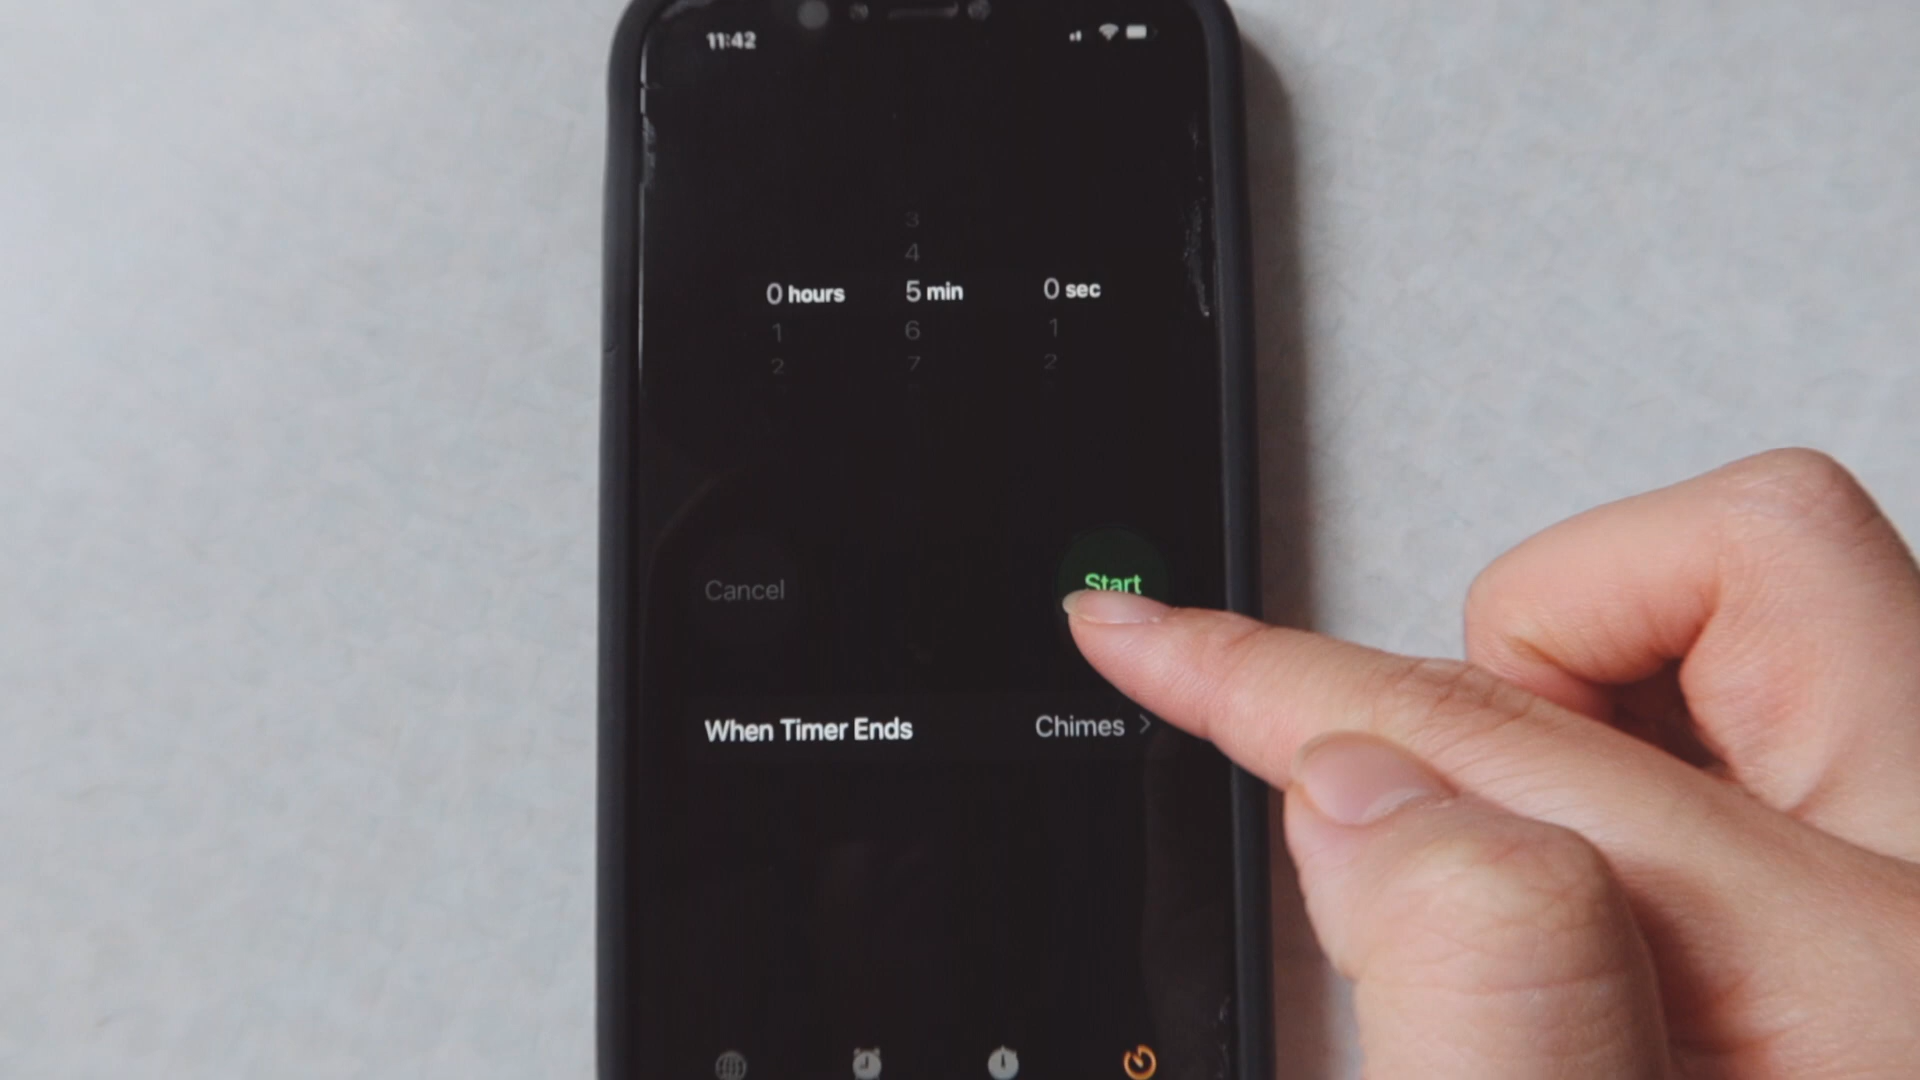 11:42
3
4
0 hours 5 min 0 sec
1 6 1
2 7 2
Cancel Start
When Timer Ends Chimes >